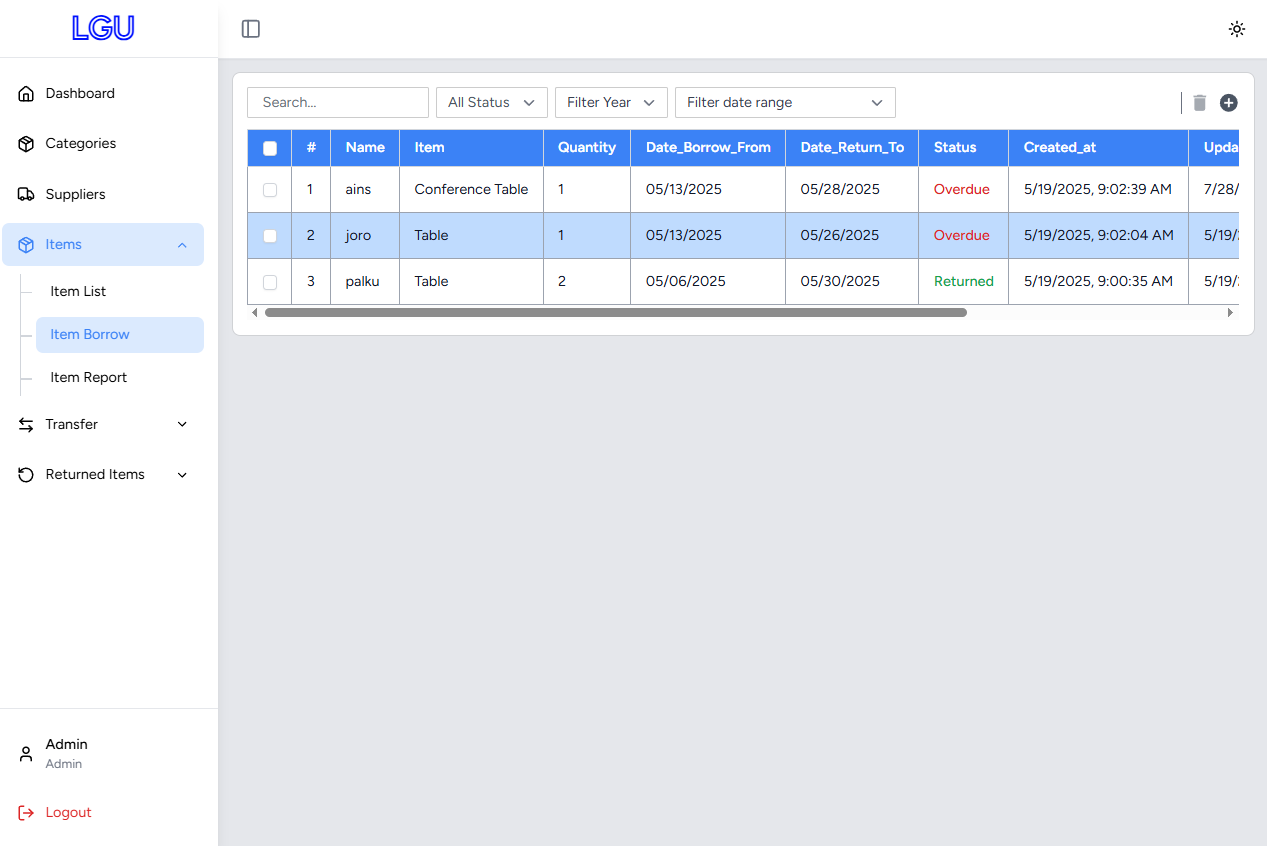 LGU
Dashboard
Categories
Suppliers
Items
Item List
Item Borrow
Item Report
Transfer
Returned Items
Admin
Admin
Logout
Search... All Status Filter Year Filter date range
# Name Item Quantity Date_Borrow_From Date_Return_To Status Created_at Upda
1 ains Conference Table 1 05/13/2025 05/28/2025 Overdue 5/19/2025, 9:02:39 AM 7/28/
2 joro Table 1 05/13/2025 05/26/2025 Overdue 5/19/2025, 9:02:04 AM 5/19/
3 palku Table 2 05/06/2025 05/30/2025 Returned 5/19/2025, 9:00:35 AM 5/19/